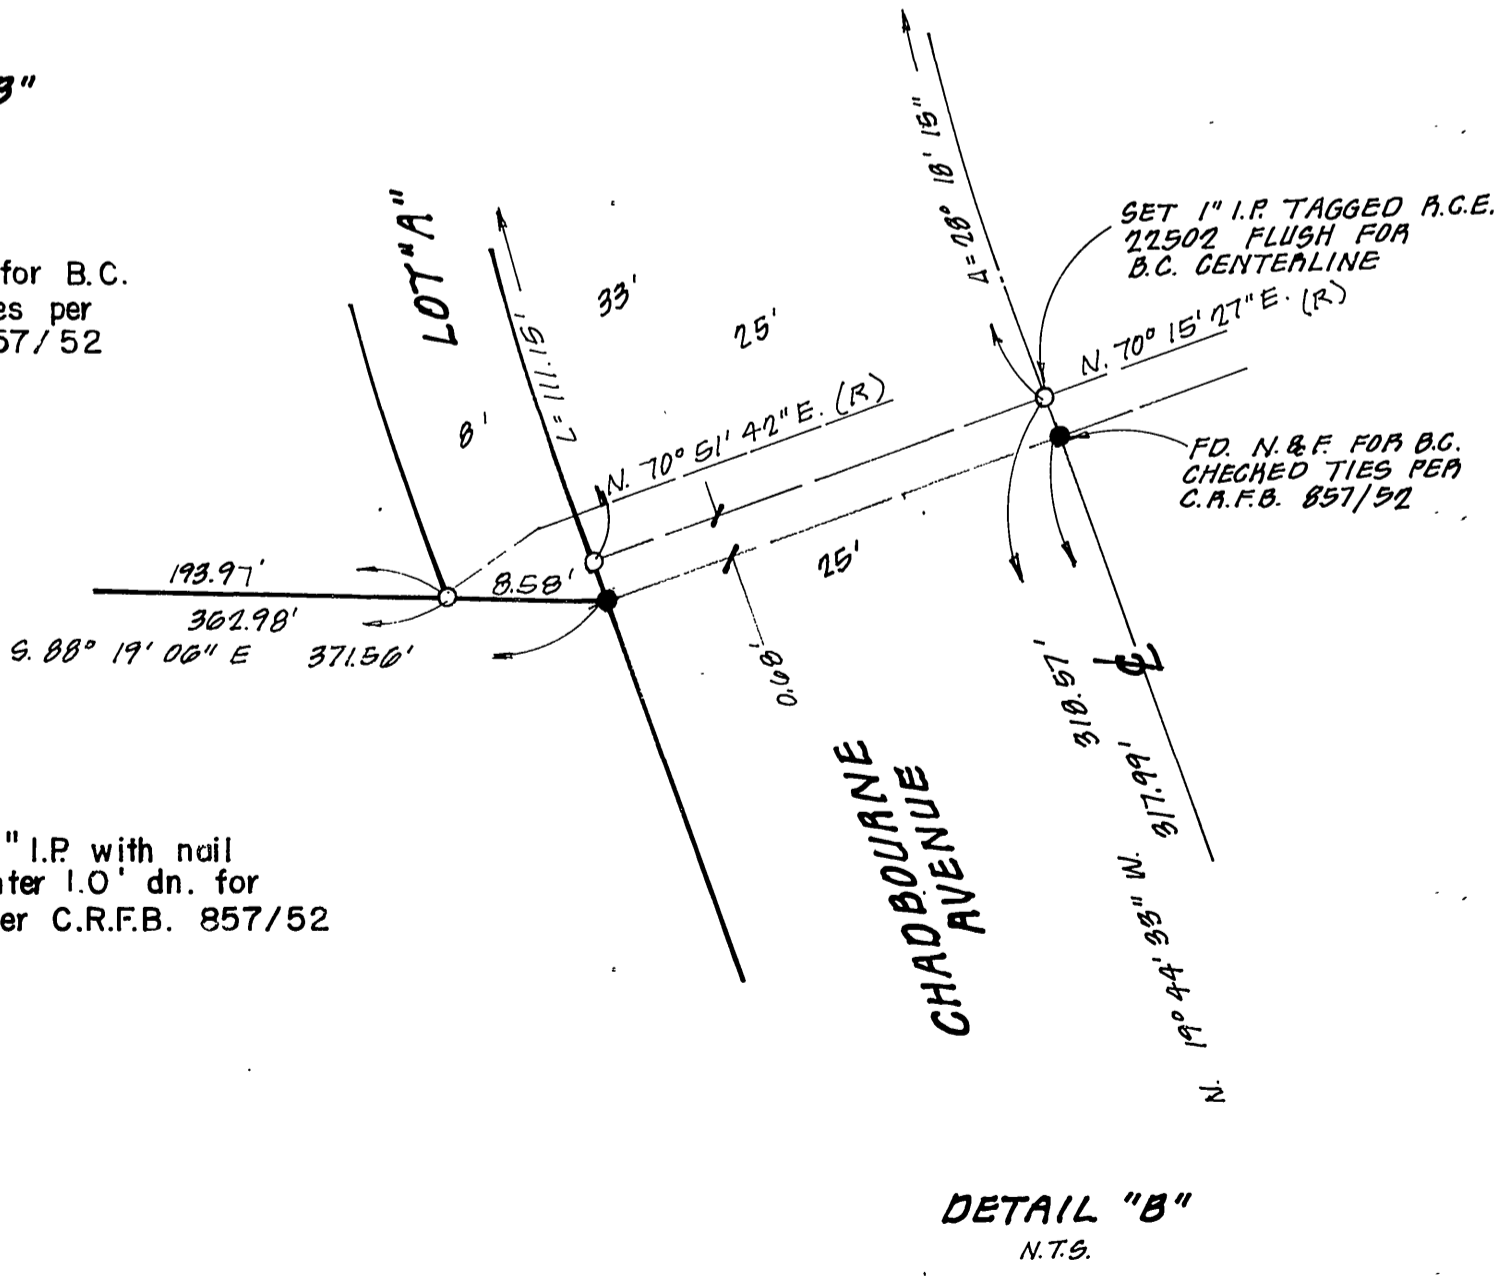 B"
for B.C.
es per
57/52
LOT "A"
L=111.15'
33'
25'
8'
Δ=28° 18' 15"
SET 1" I.P. TAGGED R.C.E.
22502 FLUSH FOR
B.C. CENTERLINE
N. 70° 15' 27" E. (R)
N. 70° 51' 42" E. (R)
FD. N. & F. FOR B.C.
CHECKED TIES PER
C.R.F.B. 857/52
193.97'
8.58'
25'
362.98'
S. 88° 19' 06" E 371.56'
0.68'
318.57'
CL
N. 19° 44' 33" W. 317.99'
CHADBOURNE
AVENUE
" I.P. with nail
nter 1.0' dn. for
er C.R.F.B. 857/52
DETAIL "B"
N.T.S.